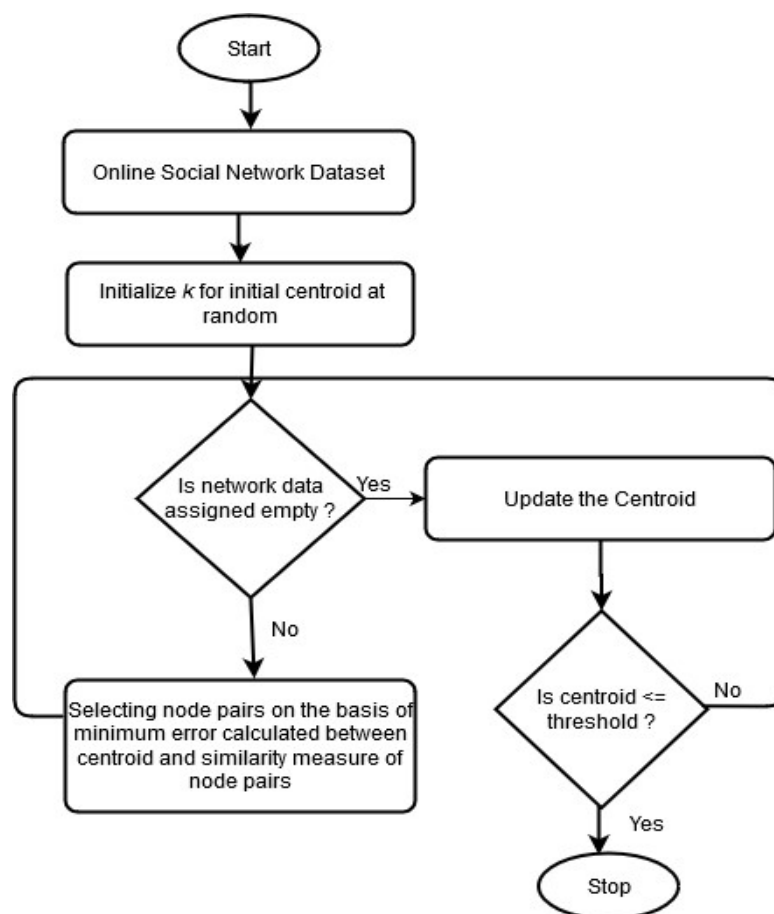 Start
Online Social Network Dataset
Initialize k for initial centroid at
random
Is network data
assigned empty ?
Yes
Update the Centroid
No
Selecting node pairs on the basis of
minimum error calculated between
centroid and similarity measure of
node pairs
Is centroid <=
threshold ?
No
Yes
Stop